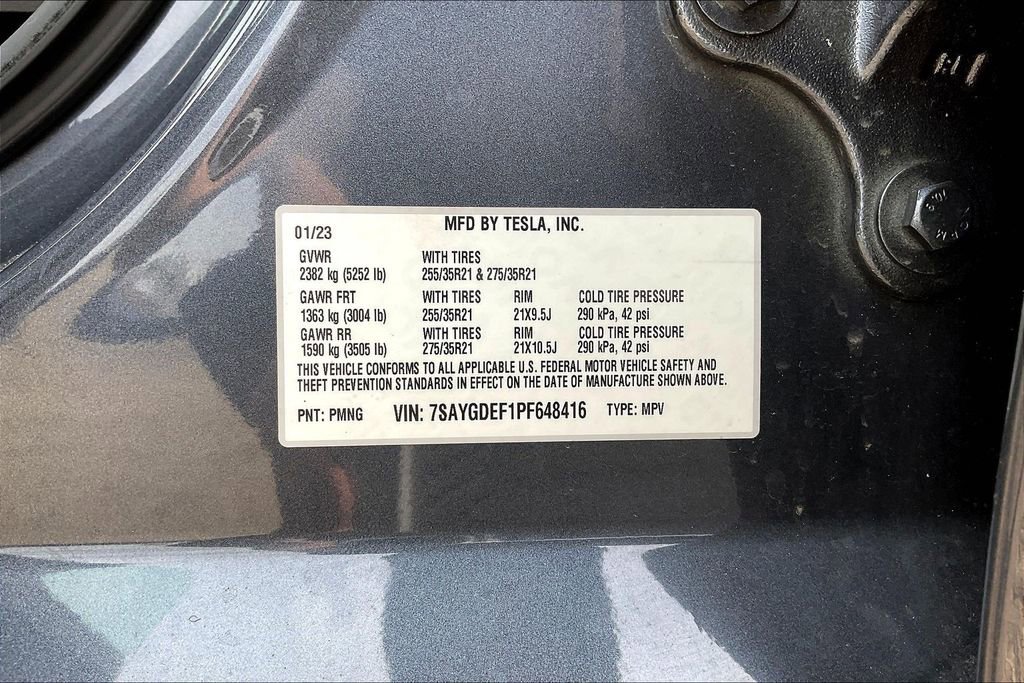 MFD BY TESLA, INC.
01/23
GVWR WITH TIRES
2382 kg (5252 lb) 255/35R21 & 275/35R21
GAWR FRT WITH TIRES RIM COLD TIRE PRESSURE
1363 kg (3004 lb) 255/35R21 21X9.5J 290 kPa, 42 psi
GAWR RR WITH TIRES RIM COLD TIRE PRESSURE
1590 kg (3505 lb) 275/35R21 21X10.5J 290 kPa, 42 psi
THIS VEHICLE CONFORMS TO ALL APPLICABLE U.S. FEDERAL MOTOR VEHICLE SAFETY AND
THEFT PREVENTION STANDARDS IN EFFECT ON THE DATE OF MANUFACTURE SHOWN ABOVE.
PNT: PMNG VIN: 7SAYGDEF1PF648416 TYPE: MPV